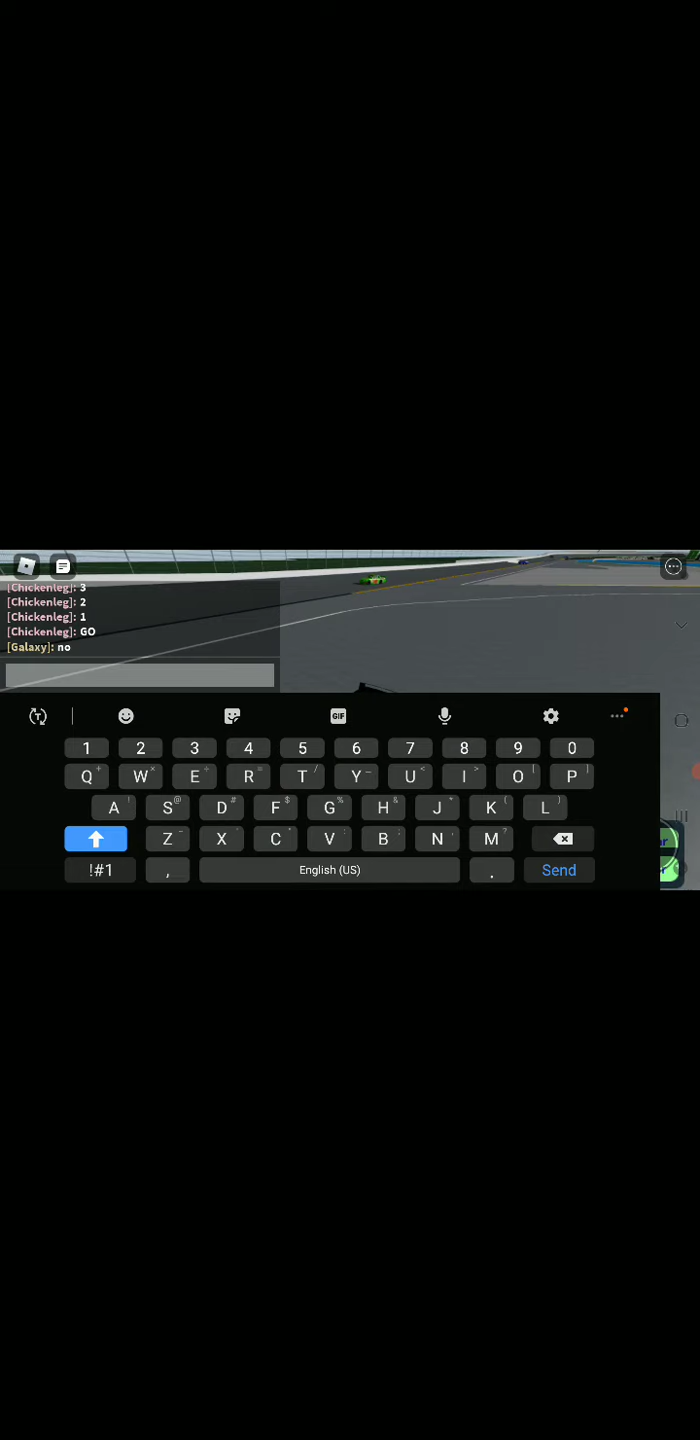 [Chickenleg]: 3
[Chickenleg]: 2
[Chickenleg]: 1
[Chickenleg]: GO
[Galaxy]: no
GIF
1 2 3 4 5 6 7 8 9 0
Q W E R T Y U I O P
A S D F G H J K L
Z X C V B N M
!#1 , English (US) . Send